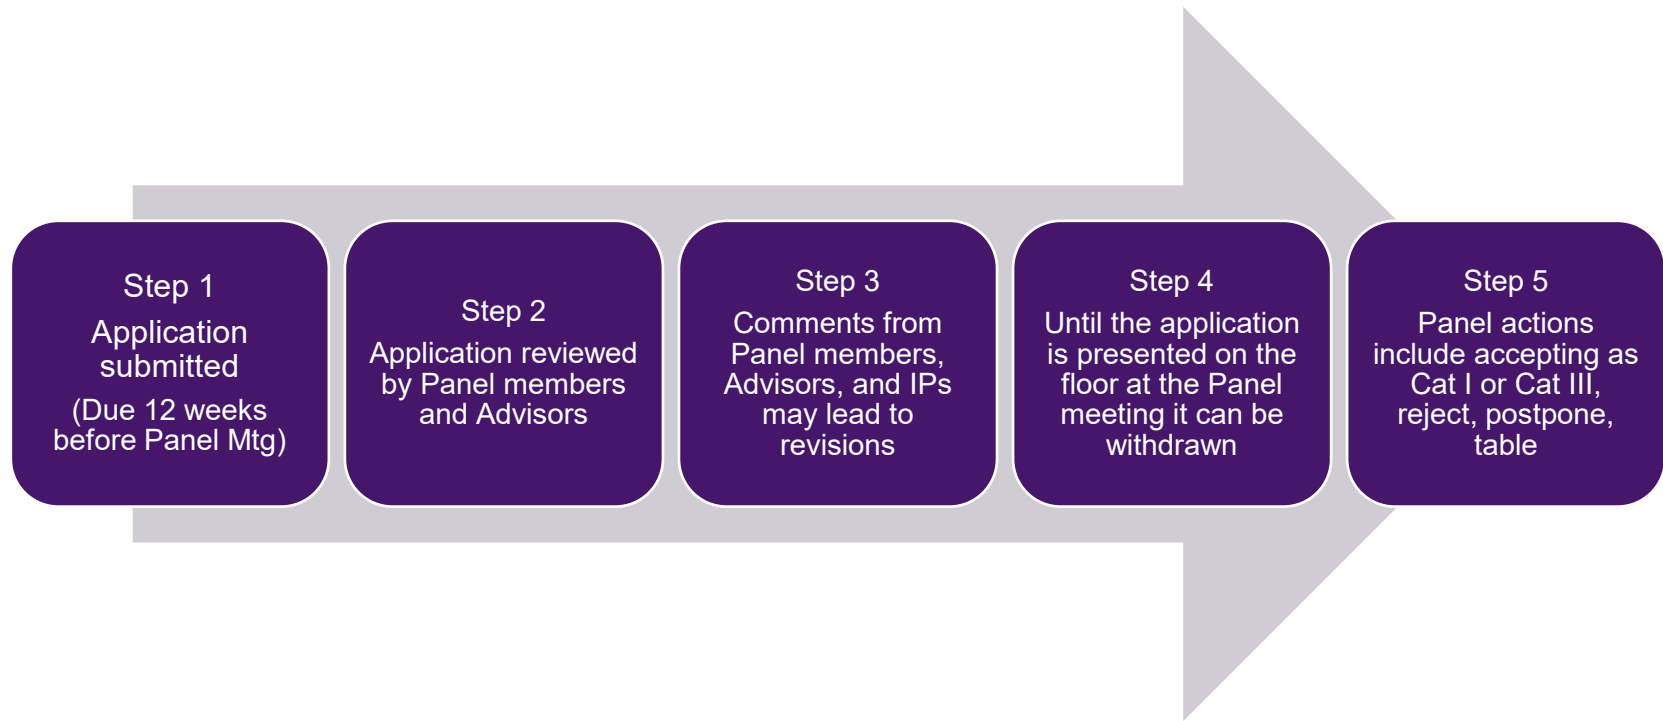 Step 1
Application
submitted
(Due 12 weeks
before Panel Mtg)
Step 2
Application reviewed
by Panel members
and Advisors
Step 3
Comments from
Panel members,
Advisors, and IPs
may lead to
revisions
Step 4
Until the application
is presented on the
floor at the Panel
meeting it can be
withdrawn
Step 5
Panel actions
include accepting as
Cat I or Cat III,
reject, postpone,
table